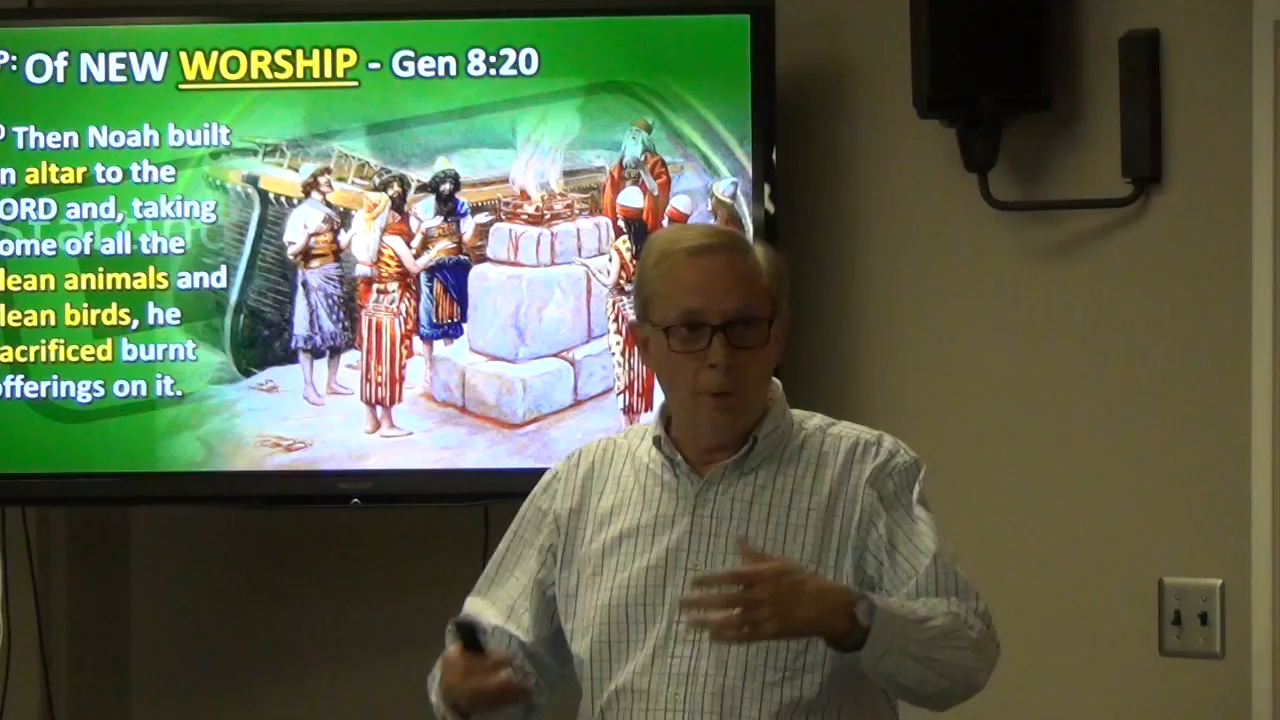 P: Of NEW WORSHIP - Gen 8:20
Then Noah built
n altar to the
ORD and, taking
ome of all the
lean animals and
lean birds, he
acrificed burnt
offerings on it.